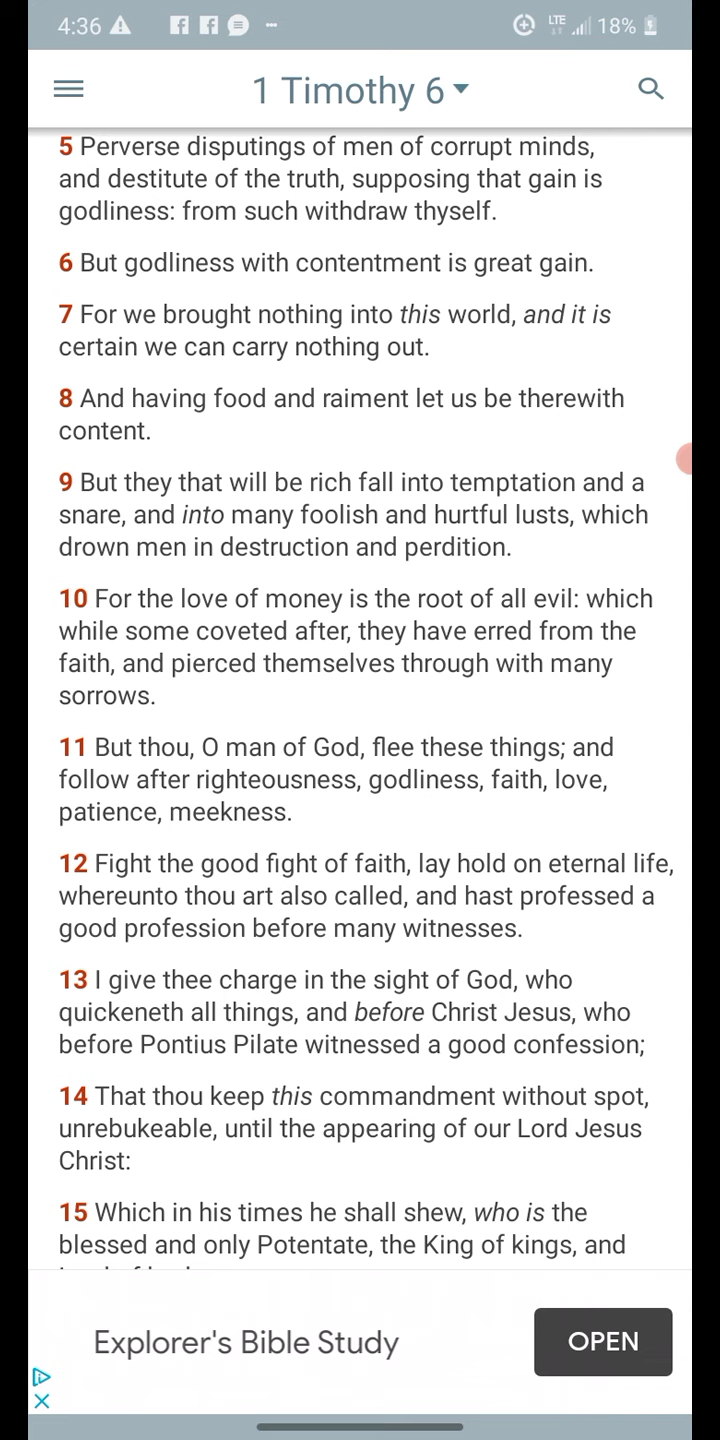 4:36
LTE
18%
1 Timothy 6
5 Perverse disputings of men of corrupt minds,
and destitute of the truth, supposing that gain is
godliness: from such withdraw thyself.
6 But godliness with contentment is great gain.
7 For we brought nothing into this world, and it is
certain we can carry nothing out.
8 And having food and raiment let us be therewith
content.
9 But they that will be rich fall into temptation and a
snare, and into many foolish and hurtful lusts, which
drown men in destruction and perdition.
10 For the love of money is the root of all evil: which
while some coveted after, they have erred from the
faith, and pierced themselves through with many
sorrows.
11 But thou, O man of God, flee these things; and
follow after righteousness, godliness, faith, love,
patience, meekness.
12 Fight the good fight of faith, lay hold on eternal life,
whereunto thou art also called, and hast professed a
good profession before many witnesses.
13 I give thee charge in the sight of God, who
quickeneth all things, and before Christ Jesus, who
before Pontius Pilate witnessed a good confession;
14 That thou keep this commandment without spot,
unrebukeable, until the appearing of our Lord Jesus
Christ:
15 Which in his times he shall shew, who is the
blessed and only Potentate, the King of kings, and
Explorer's Bible Study
OPEN